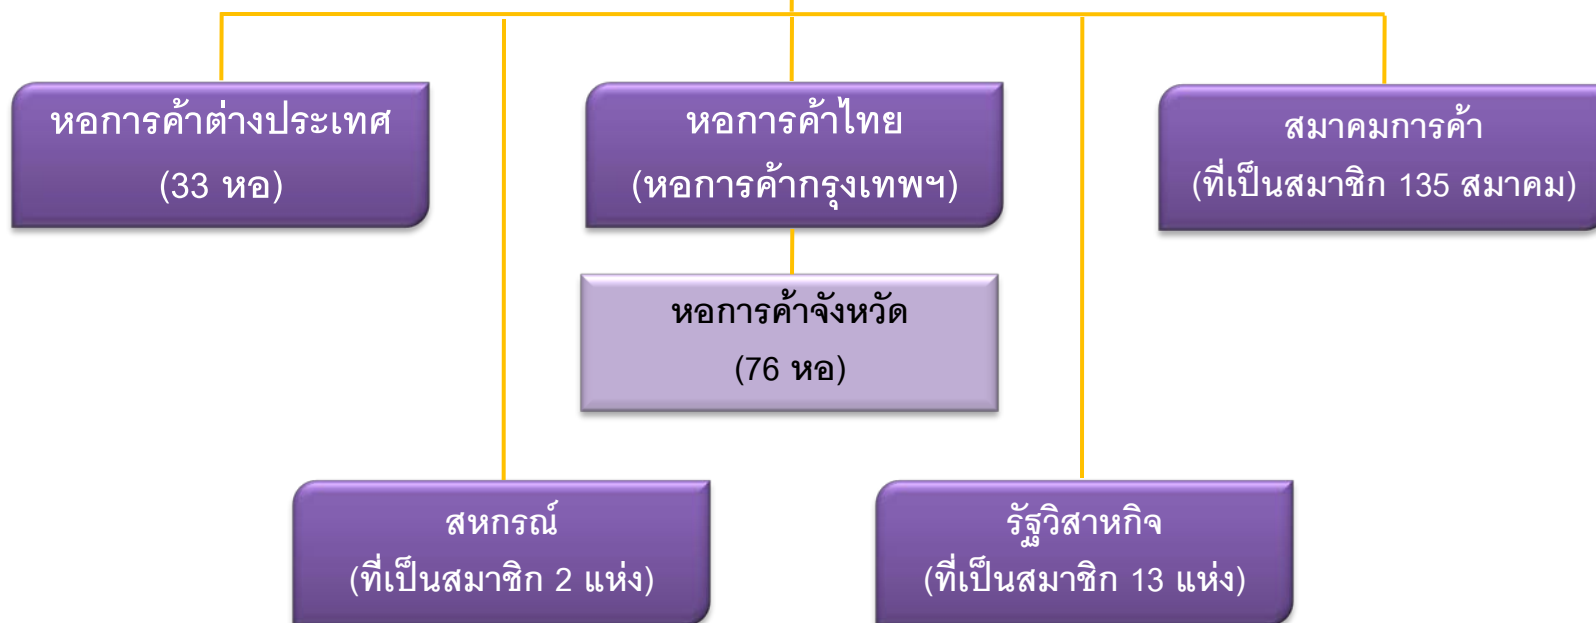 หอการค้าต่างประเทศ
(33 หอ)
หอการค้าไทย
(หอการค้ากรุงเทพฯ)
สมาคมการค้า
(ที่เป็นสมาชิก 135 สมาคม)
หอการค้าจังหวัด
(76 หอ)
สหกรณ์
(ที่เป็นสมาชิก 2 แห่ง)
รัฐวิสาหกิจ
(ที่เป็นสมาชิก 13 แห่ง)